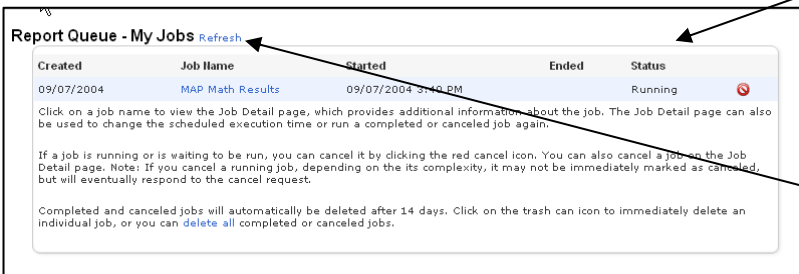 Report Queue - My Jobs Refresh
Created Job Name Started Ended Status
09/07/2004 MAP Math Results 09/07/2004 3:40 PM Running
Click on a job name to view the Job Detail page, which provides additional information about the job. The Job Detail page can also
be used to change the scheduled execution time or run a completed or canceled job again.
If a job is running or is waiting to be run, you can cancel it by clicking the red cancel icon. You can also cancel a job on the Job
Detail page. Note: If you cancel a running job, depending on the its complexity, it may not be immediately marked as canceled,
but will eventually respond to the cancel request.
Completed and canceled jobs will automatically be deleted after 14 days. Click on the trash can icon to immediately delete an
individual job, or you can delete all completed or canceled jobs.